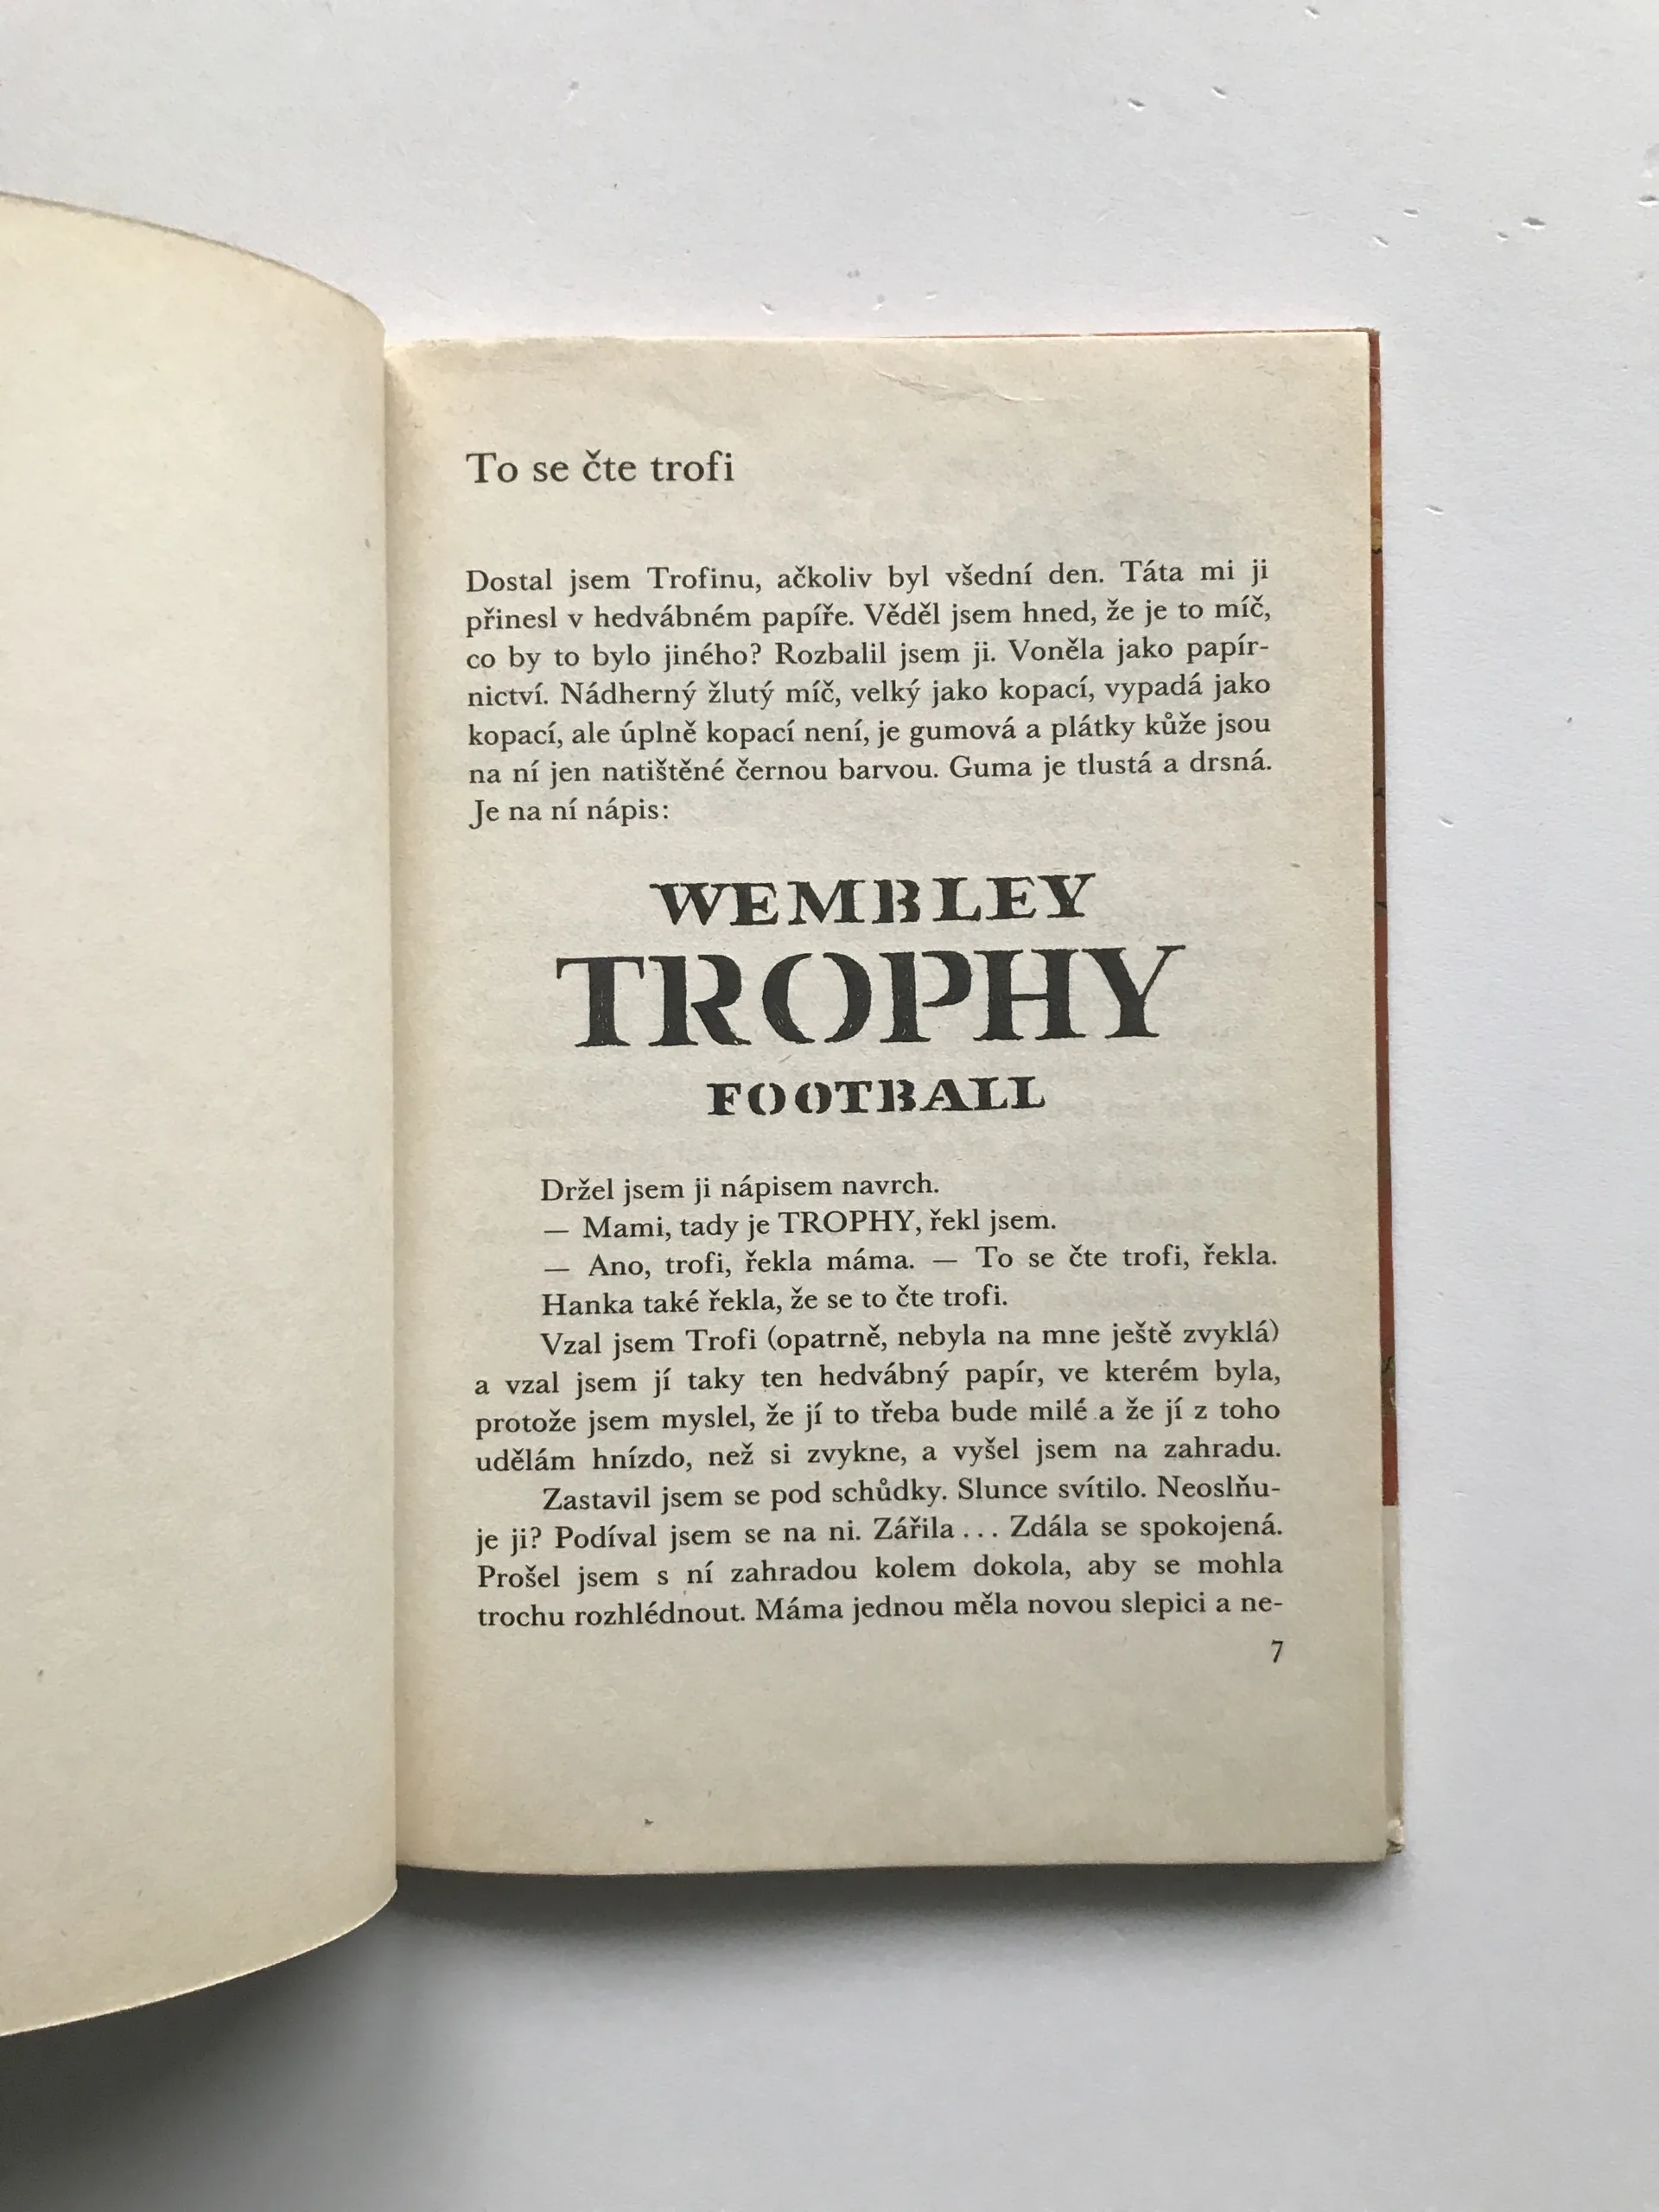 To se čte trofi
Dostal jsem Trofinu, ačkoliv byl všední den. Táta mi ji
přinesl v hedvábném papíře. Věděl jsem hned, že je to míč,
co by to bylo jiného? Rozbalil jsem ji. Voněla jako papír-
nictví. Nádherný žlutý míč, velký jako kopací, vypadá jako
kopací, ale úplně kopací není, je gumová a plátky kůže jsou
na ní jen natištěné černou barvou. Guma je tlustá a drsná.
Je na ní nápis:
WEMBLEY
TROPHY
FOOTBALL
Držel jsem ji nápisem navrch.
— Mami, tady je TROPHY, řekl jsem.
— Ano, trofi, řekla máma. — To se čte trofi, řekla.
Hanka také řekla, že se to čte trofi.
Vzal jsem Trofi (opatrně, nebyla na mne ještě zvyklá)
a vzal jsem jí taky ten hedvábný papír, ve kterém byla,
protože jsem myslel, že jí to třeba bude milé a že jí z toho
udělám hnízdo, než si zvykne, a vyšel jsem na zahradu.
Zastavil jsem se pod schůdky. Slunce svítilo. Neoslňu-
je ji? Podíval jsem se na ni. Zářila... Zdála se spokojená.
Prošel jsem s ní zahradou kolem dokola, aby se mohla
trochu rozhlédnout. Máma jednou měla novou slepici a ne-
7